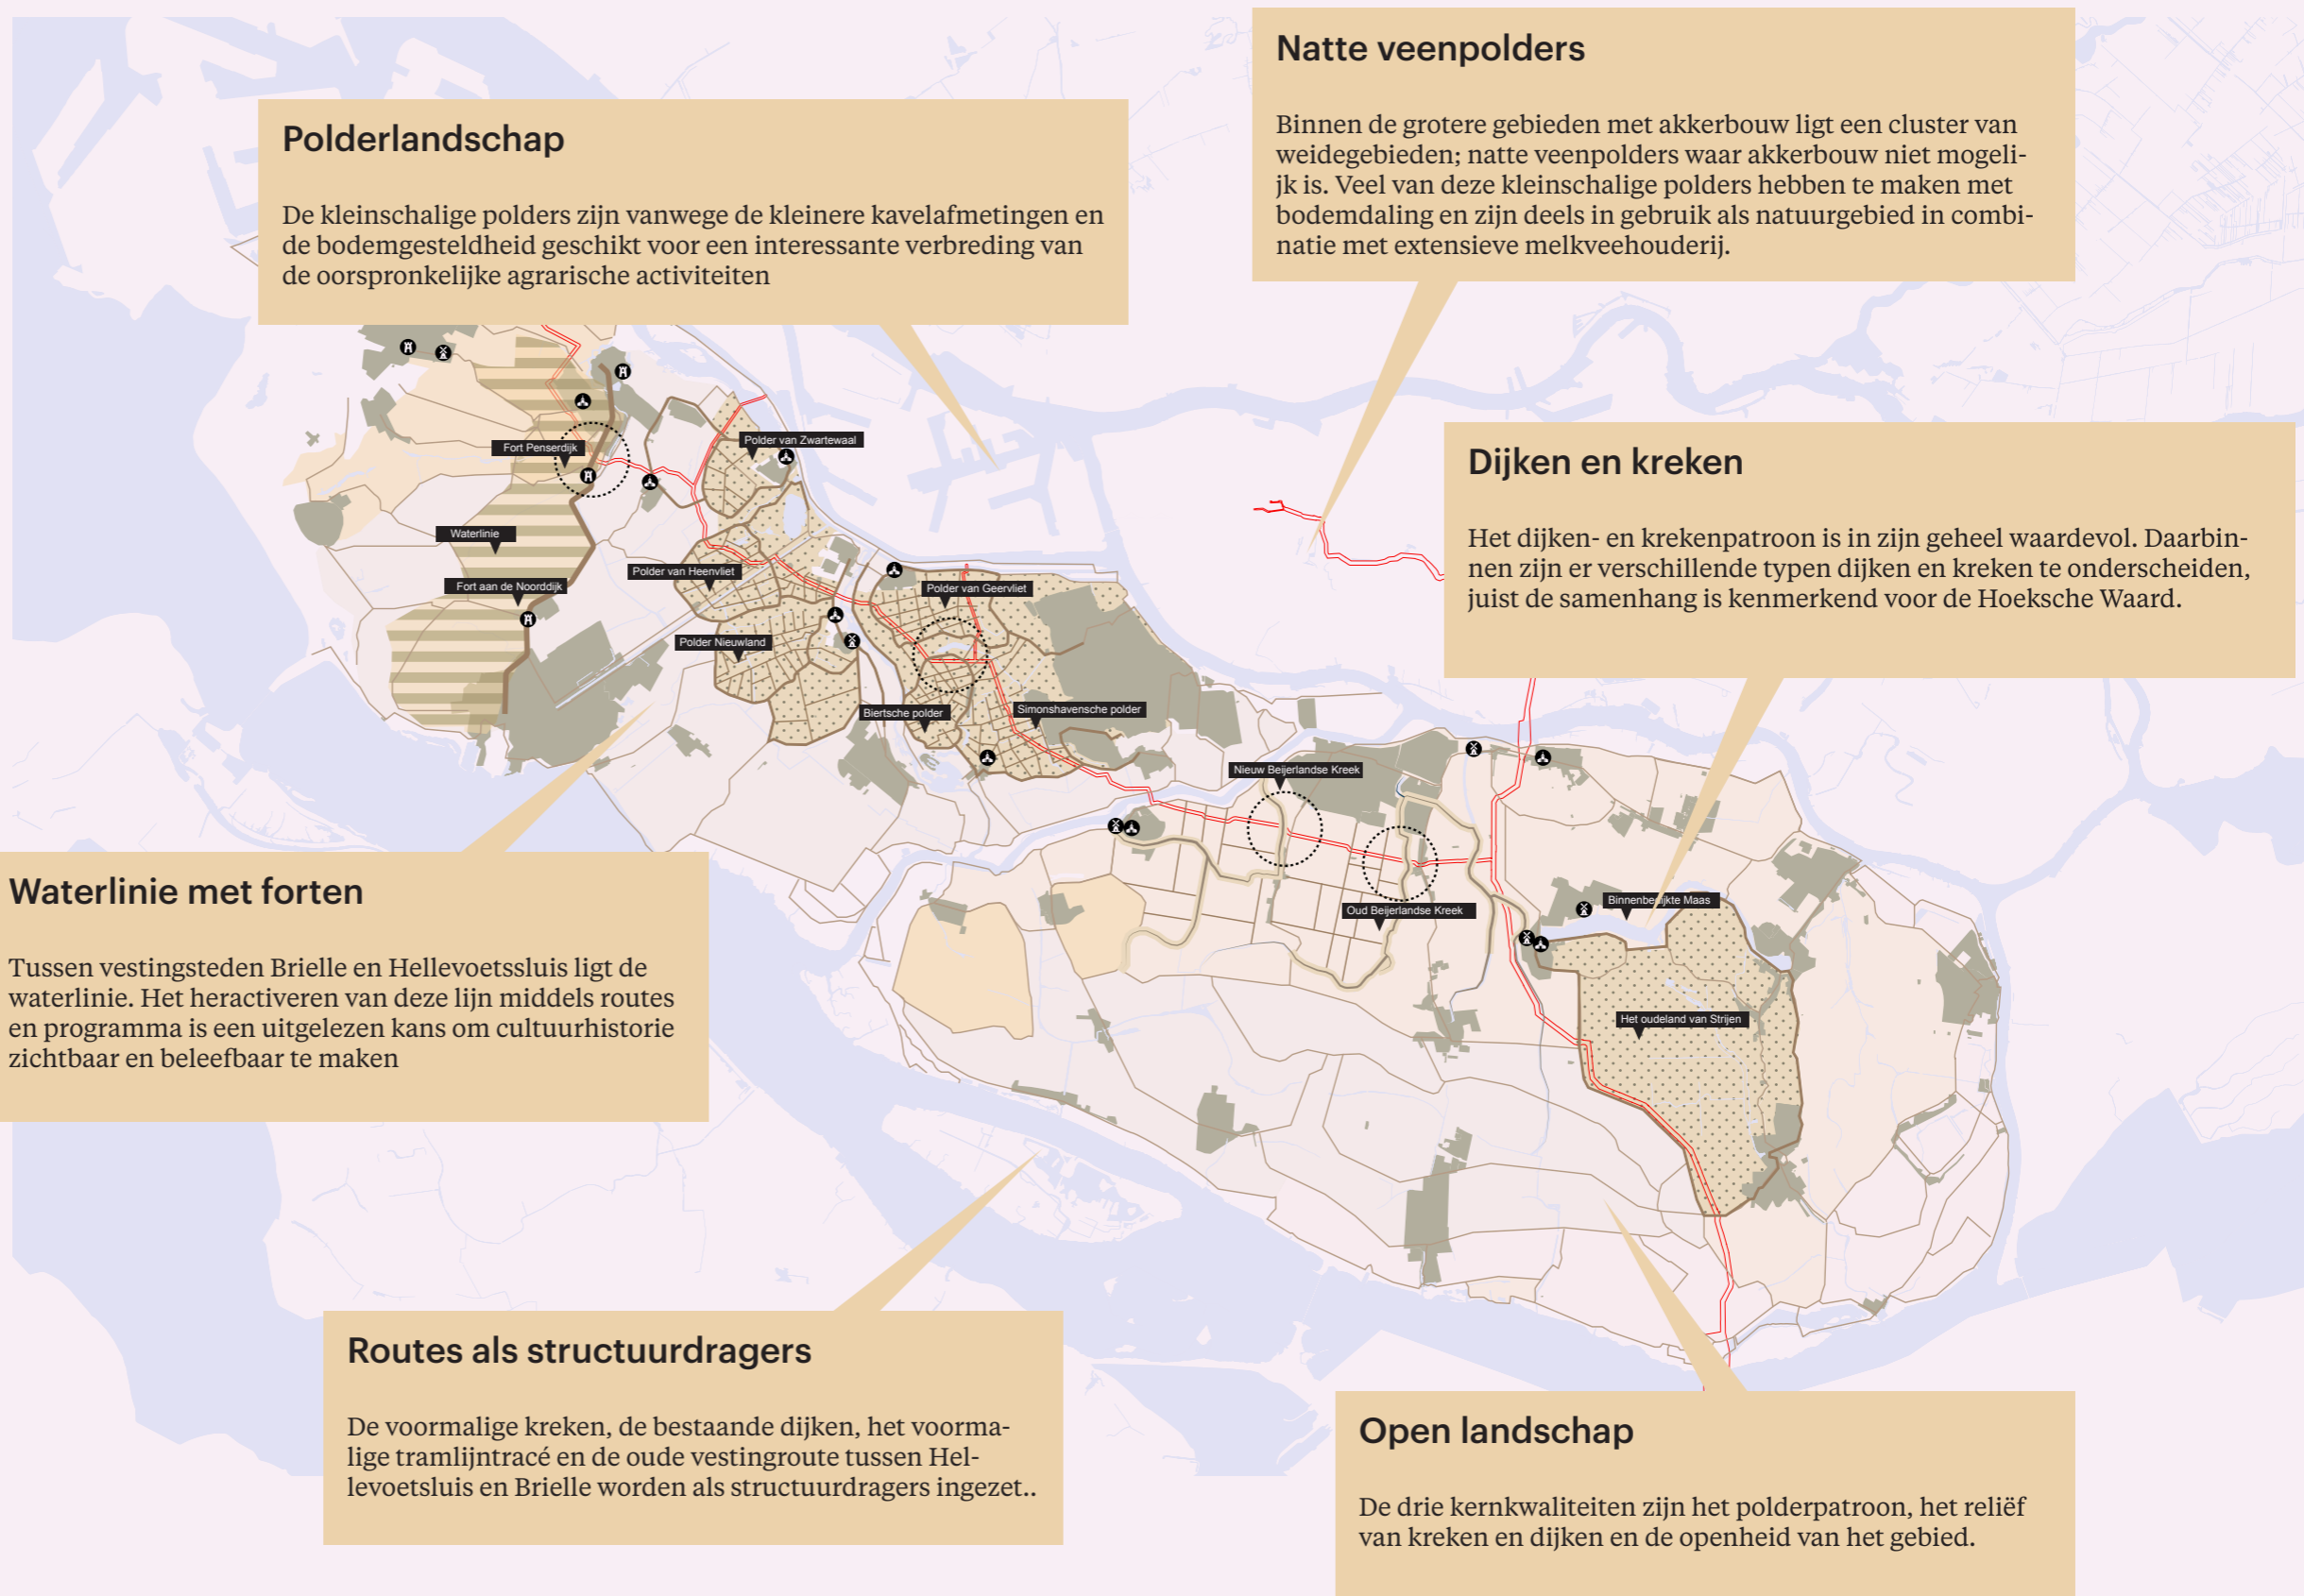 Natte veenpolders
Binnen de grotere gebieden met akkerbouw ligt een cluster van
weidegebieden; natte veenpolders waar akkerbouw niet mogeli-
jk is. Veel van deze kleinschalige polders hebben te maken met
bodemdaling en zijn deels in gebruik als natuurgebied in combi-
natie met extensieve melkveehouderij.
Polderlandschap
De kleinschalige polders zijn vanwege de kleinere kavelafmetingen en
de bodemgesteldheid geschikt voor een interessante verbreding van
de oorspronkelijke agrarische activiteiten
Dijken en kreken
Het dijken- en krekenpatroon is in zijn geheel waardevol. Daarbin-
nen zijn er verschillende typen dijken en kreken te onderscheiden,
juist de samenhang is kenmerkend voor de Hoeksche Waard.
Polder van Zwartewaal
Fort Penserdijk
Waterlinie
Polder van Heenvliet
Fort aan de Noorddijk
Polder van Geervliet
Polder Nieuwland
Biertsche polder
Simonshavensche polder
Nieuw Beijerlandse Kreek
Oud Beijerlandse Kreek
Binnenbedijkte Maas
Het oudeland van Strijen
Waterlinie met forten
Tussen vestingsteden Brielle en Hellevoetssluis ligt de
waterlinie. Het heractiveren van deze lijn middels routes
en programma is een uitgelezen kans om cultuurhistorie
zichtbaar en beleefbaar te maken
Routes als structuurdragers
De voormalige kreken, de bestaande dijken, het voorma-
lige tramlijntracé en de oude vestingroute tussen Hel-
levoetsluis en Brielle worden als structuurdragers ingezet..
Open landschap
De drie kernkwaliteiten zijn het polderpatroon, het reliëf
van kreken en dijken en de openheid van het gebied.